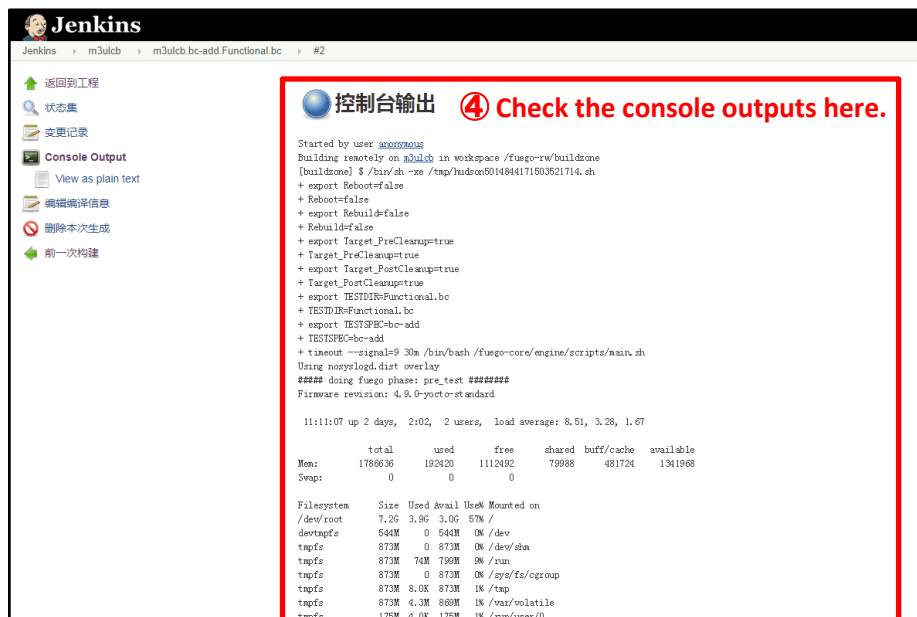 Jenkins
Jenkins › m3ulcb › m3ulcb.bc-add.Functional.bc › #2
返回到工程
状态集
变更记录
Console Output
View as plain text
编辑编译信息
删除本次生成
前一次构建
控制台输出 ④ Check the console outputs here.
Started by user anonymous
Building remotely on m3ulcb in workspace /fuego-rw/buildzone
[buildzone] $ /bin/sh -xe /tmp/hudson5014844171503521714.sh
+ export Reboot=false
+ Reboot=false
+ export Rebuild=false
+ Rebuild=false
+ export Target_PreCleanup=true
+ Target_PreCleanup=true
+ export Target_PostCleanup=true
+ Target_PostCleanup=true
+ export TESTDIR=Functional.bc
+ TESTDIR=Functional.bc
+ export TESTSPEC=bc-add
+ TESTSPEC=bc-add
+ timeout --signal=9 30m /bin/bash /fuego-core/engine/scripts/main.sh
Using nosyslogd.dist overlay
##### doing fuego phase: pre_test ########
Firmware revision: 4.9.0-yocto-standard
11:11:07 up 2 days, 2:02, 2 users, load average: 8.51, 3.28, 1.67
total used free shared buff/cache available
Mem: 1786636 192420 1112492 79988 481724 1341968
Swap: 0 0 0
Filesystem Size Used Avail Use% Mounted on
/dev/root 7.2G 3.9G 3.0G 57% /
devtmpfs 544M 0 544M 0% /dev
tmpfs 873M 0 873M 0% /dev/shm
tmpfs 873M 74M 799M 9% /run
tmpfs 873M 0 873M 0% /sys/fs/cgroup
tmpfs 873M 8.0K 873M 1% /tmp
tmpfs 873M 4.3M 869M 1% /var/volatile
tmpfs 175M 4.0K 175M 1% /run/user/0